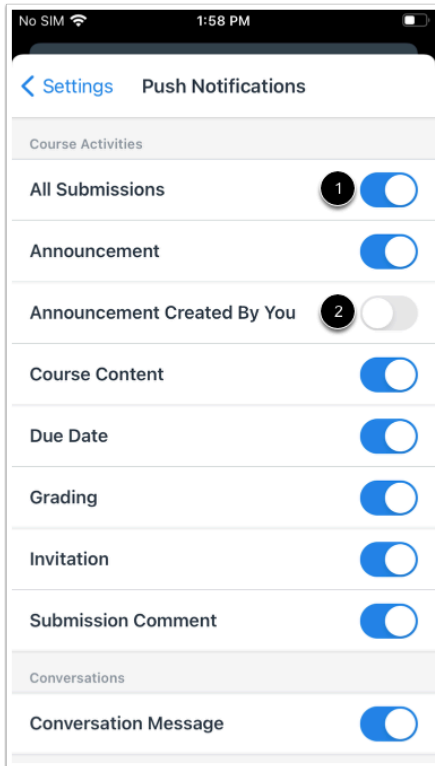 No SIM 1:58 PM
Settings Push Notifications
Course Activities
All Submissions 1
Announcement
Announcement Created By You 2
Course Content
Due Date
Grading
Invitation
Submission Comment
Conversations
Conversation Message